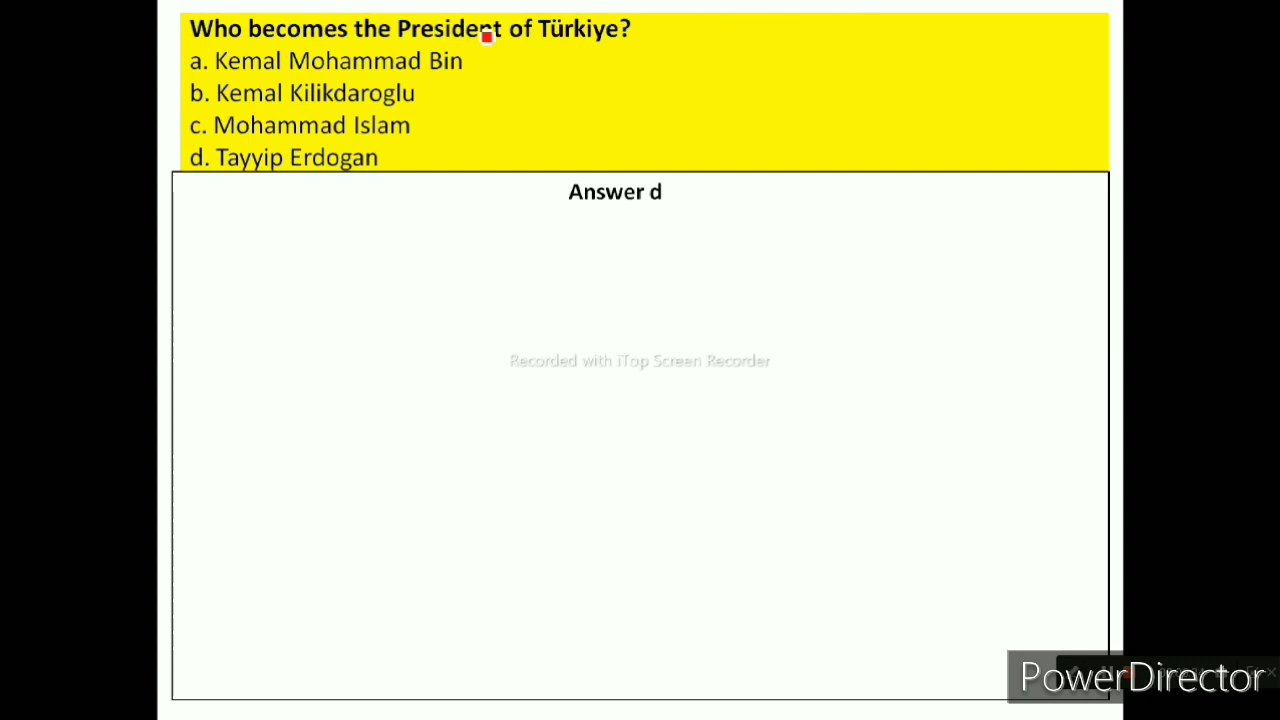 Who becomes the President of Türkiye?
a. Kemal Mohammad Bin
b. Kemal Kilikdaroglu
c. Mohammad Islam
d. Tayyip Erdogan
Answer d
Recorded with iTop Screen Recorder
PowerDirector